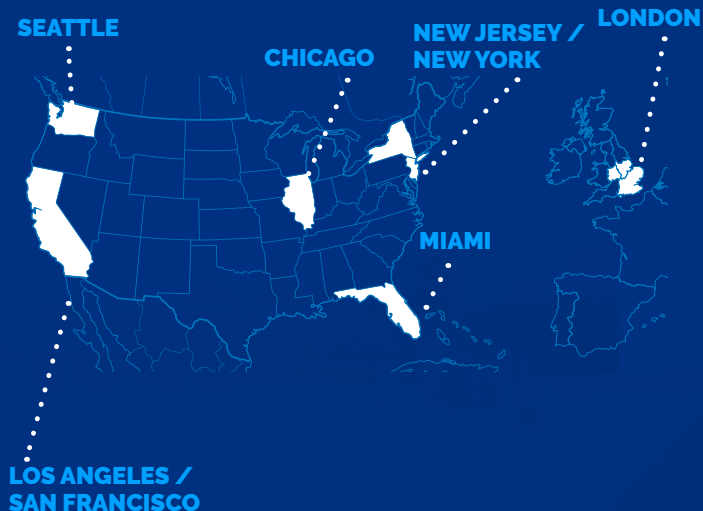 SEATTLE
CHICAGO
NEW JERSEY /
NEW YORK
LONDON
MIAMI
LOS ANGELES /
SAN FRANCISCO